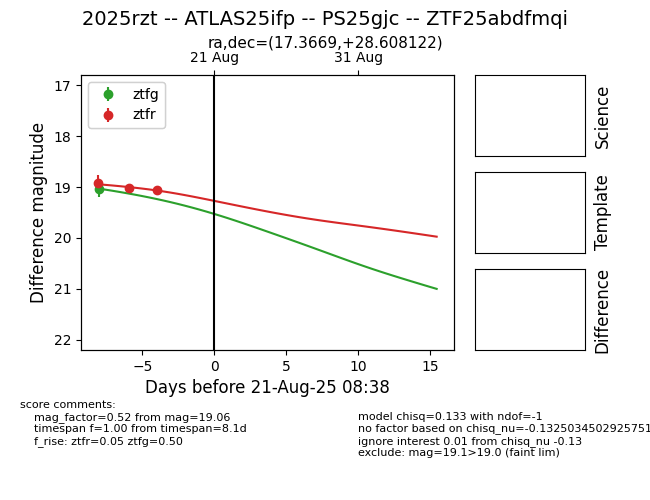 2025rzt -- ATLAS25ifp -- PS25gjc -- ZTF25abdfmqi
ra,dec=(17.3669,+28.608122)
21 Aug
31 Aug
ztfg
ztfr
17
18
19
20
21
22
Difference magnitude
−5
0
5
10
15
Days before 21-Aug-25 08:38
Science
Template
Difference
score comments:
mag_factor=0.52 from mag=19.06
timespan f=1.00 from timespan=8.1d
f_rise: ztfr=0.05 ztfg=0.50
model chisq=0.133 with ndof=-1
no factor based on chisq_nu=-0.1325034502925751
ignore interest 0.01 from chisq_nu -0.13
exclude: mag=19.1>19.0 (faint lim)